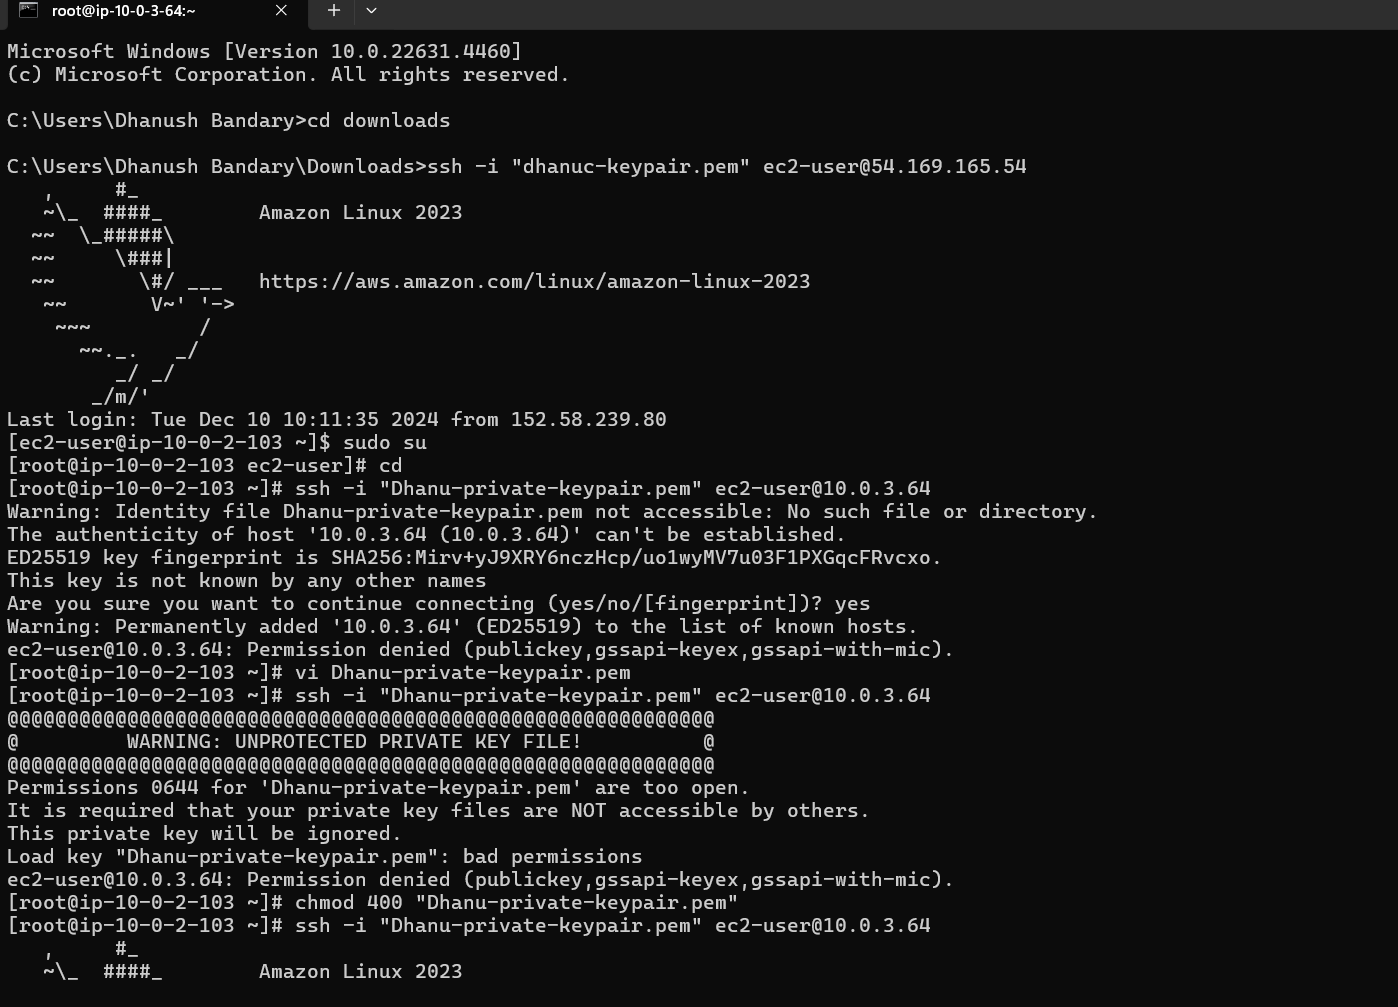 root@ip-10-0-3-64:~
Microsoft Windows [Version 10.0.22631.4460]
(c) Microsoft Corporation. All rights reserved.
C:\Users\Dhanush Bandary>cd downloads
C:\Users\Dhanush Bandary\Downloads>ssh -i "dhanuc-keypair.pem" ec2-user@54.169.165.54
   ,     #_
   ~\_  ####_        Amazon Linux 2023
  ~~  \_#####\
  ~~     \###|
  ~~       \#/ ___   https://aws.amazon.com/linux/amazon-linux-2023
   ~~       V~' '->
    ~~~         /
      ~~._.   _/
         _/ _/
       _/m/'
Last login: Tue Dec 10 10:11:35 2024 from 152.58.239.80
[ec2-user@ip-10-0-2-103 ~]$ sudo su
[root@ip-10-0-2-103 ec2-user]# cd
[root@ip-10-0-2-103 ~]# ssh -i "Dhanu-private-keypair.pem" ec2-user@10.0.3.64
Warning: Identity file Dhanu-private-keypair.pem not accessible: No such file or directory.
The authenticity of host '10.0.3.64 (10.0.3.64)' can't be established.
ED25519 key fingerprint is SHA256:Mirv+yJ9XRY6nczHcp/uo1wyMV7u03F1PXGqcFRvcxo.
This key is not known by any other names
Are you sure you want to continue connecting (yes/no/[fingerprint])? yes
Warning: Permanently added '10.0.3.64' (ED25519) to the list of known hosts.
ec2-user@10.0.3.64: Permission denied (publickey,gssapi-keyex,gssapi-with-mic).
[root@ip-10-0-2-103 ~]# vi Dhanu-private-keypair.pem
[root@ip-10-0-2-103 ~]# ssh -i "Dhanu-private-keypair.pem" ec2-user@10.0.3.64
@@@@@@@@@@@@@@@@@@@@@@@@@@@@@@@@@@@@@@@@@@@@@@@@@@@@@@@@@@@
@         WARNING: UNPROTECTED PRIVATE KEY FILE!          @
@@@@@@@@@@@@@@@@@@@@@@@@@@@@@@@@@@@@@@@@@@@@@@@@@@@@@@@@@@@
Permissions 0644 for 'Dhanu-private-keypair.pem' are too open.
It is required that your private key files are NOT accessible by others.
This private key will be ignored.
Load key "Dhanu-private-keypair.pem": bad permissions
ec2-user@10.0.3.64: Permission denied (publickey,gssapi-keyex,gssapi-with-mic).
[root@ip-10-0-2-103 ~]# chmod 400 "Dhanu-private-keypair.pem"
[root@ip-10-0-2-103 ~]# ssh -i "Dhanu-private-keypair.pem" ec2-user@10.0.3.64
   ,     #_
   ~\_  ####_        Amazon Linux 2023